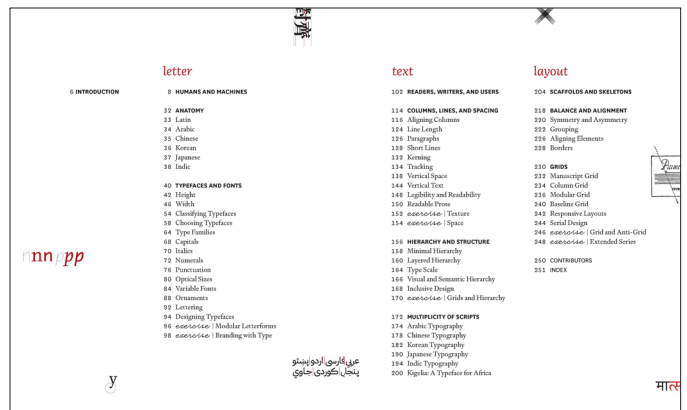 letter
text
layout
6 INTRODUCTION
8 HUMANS AND MACHINES
32 ANATOMY
33 Latin
34 Arabic
35 Chinese
36 Korean
37 Japanese
38 Indic
40 TYPEFACES AND FONTS
42 Height
46 Width
54 Classifying Typefaces
58 Choosing Typefaces
64 Type Families
68 Capitals
70 Italics
72 Numerals
76 Punctuation
80 Optical Sizes
84 Variable Fonts
88 Ornaments
92 Lettering
94 Designing Typefaces
96 exercise | Modular Letterforms
98 exercise | Branding with Type
102 READERS, WRITERS, AND USERS
114 COLUMNS, LINES, AND SPACING
116 Aligning Columns
124 Line Length
126 Paragraphs
128 Short Lines
132 Kerning
134 Tracking
138 Vertical Space
144 Vertical Text
148 Legibility and Readability
150 Readable Prose
152 exercise | Texture
154 exercise | Space
156 HIERARCHY AND STRUCTURE
158 Minimal Hierarchy
160 Layered Hierarchy
164 Type Scale
166 Visual and Semantic Hierarchy
168 Inclusive Design
170 exercise | Grids and Hierarchy
172 MULTIPLICITY OF SCRIPTS
174 Arabic Typography
178 Chinese Typography
182 Korean Typography
190 Japanese Typography
194 Indic Typography
200 Kigelia: A Typeface for Africa
204 SCAFFOLDS AND SKELETONS
218 BALANCE AND ALIGNMENT
220 Symmetry and Asymmetry
222 Grouping
226 Aligning Elements
228 Borders
230 GRIDS
232 Manuscript Grid
234 Column Grid
236 Modular Grid
240 Baseline Grid
242 Responsive Layouts
244 Serial Design
246 exercise | Grid and Anti-Grid
248 exercise | Extended Series
250 CONTRIBUTORS
251 INDEX
nnn ppp
y
عربي فارسی اردو پښتو
پنجابی کوردی جاوي